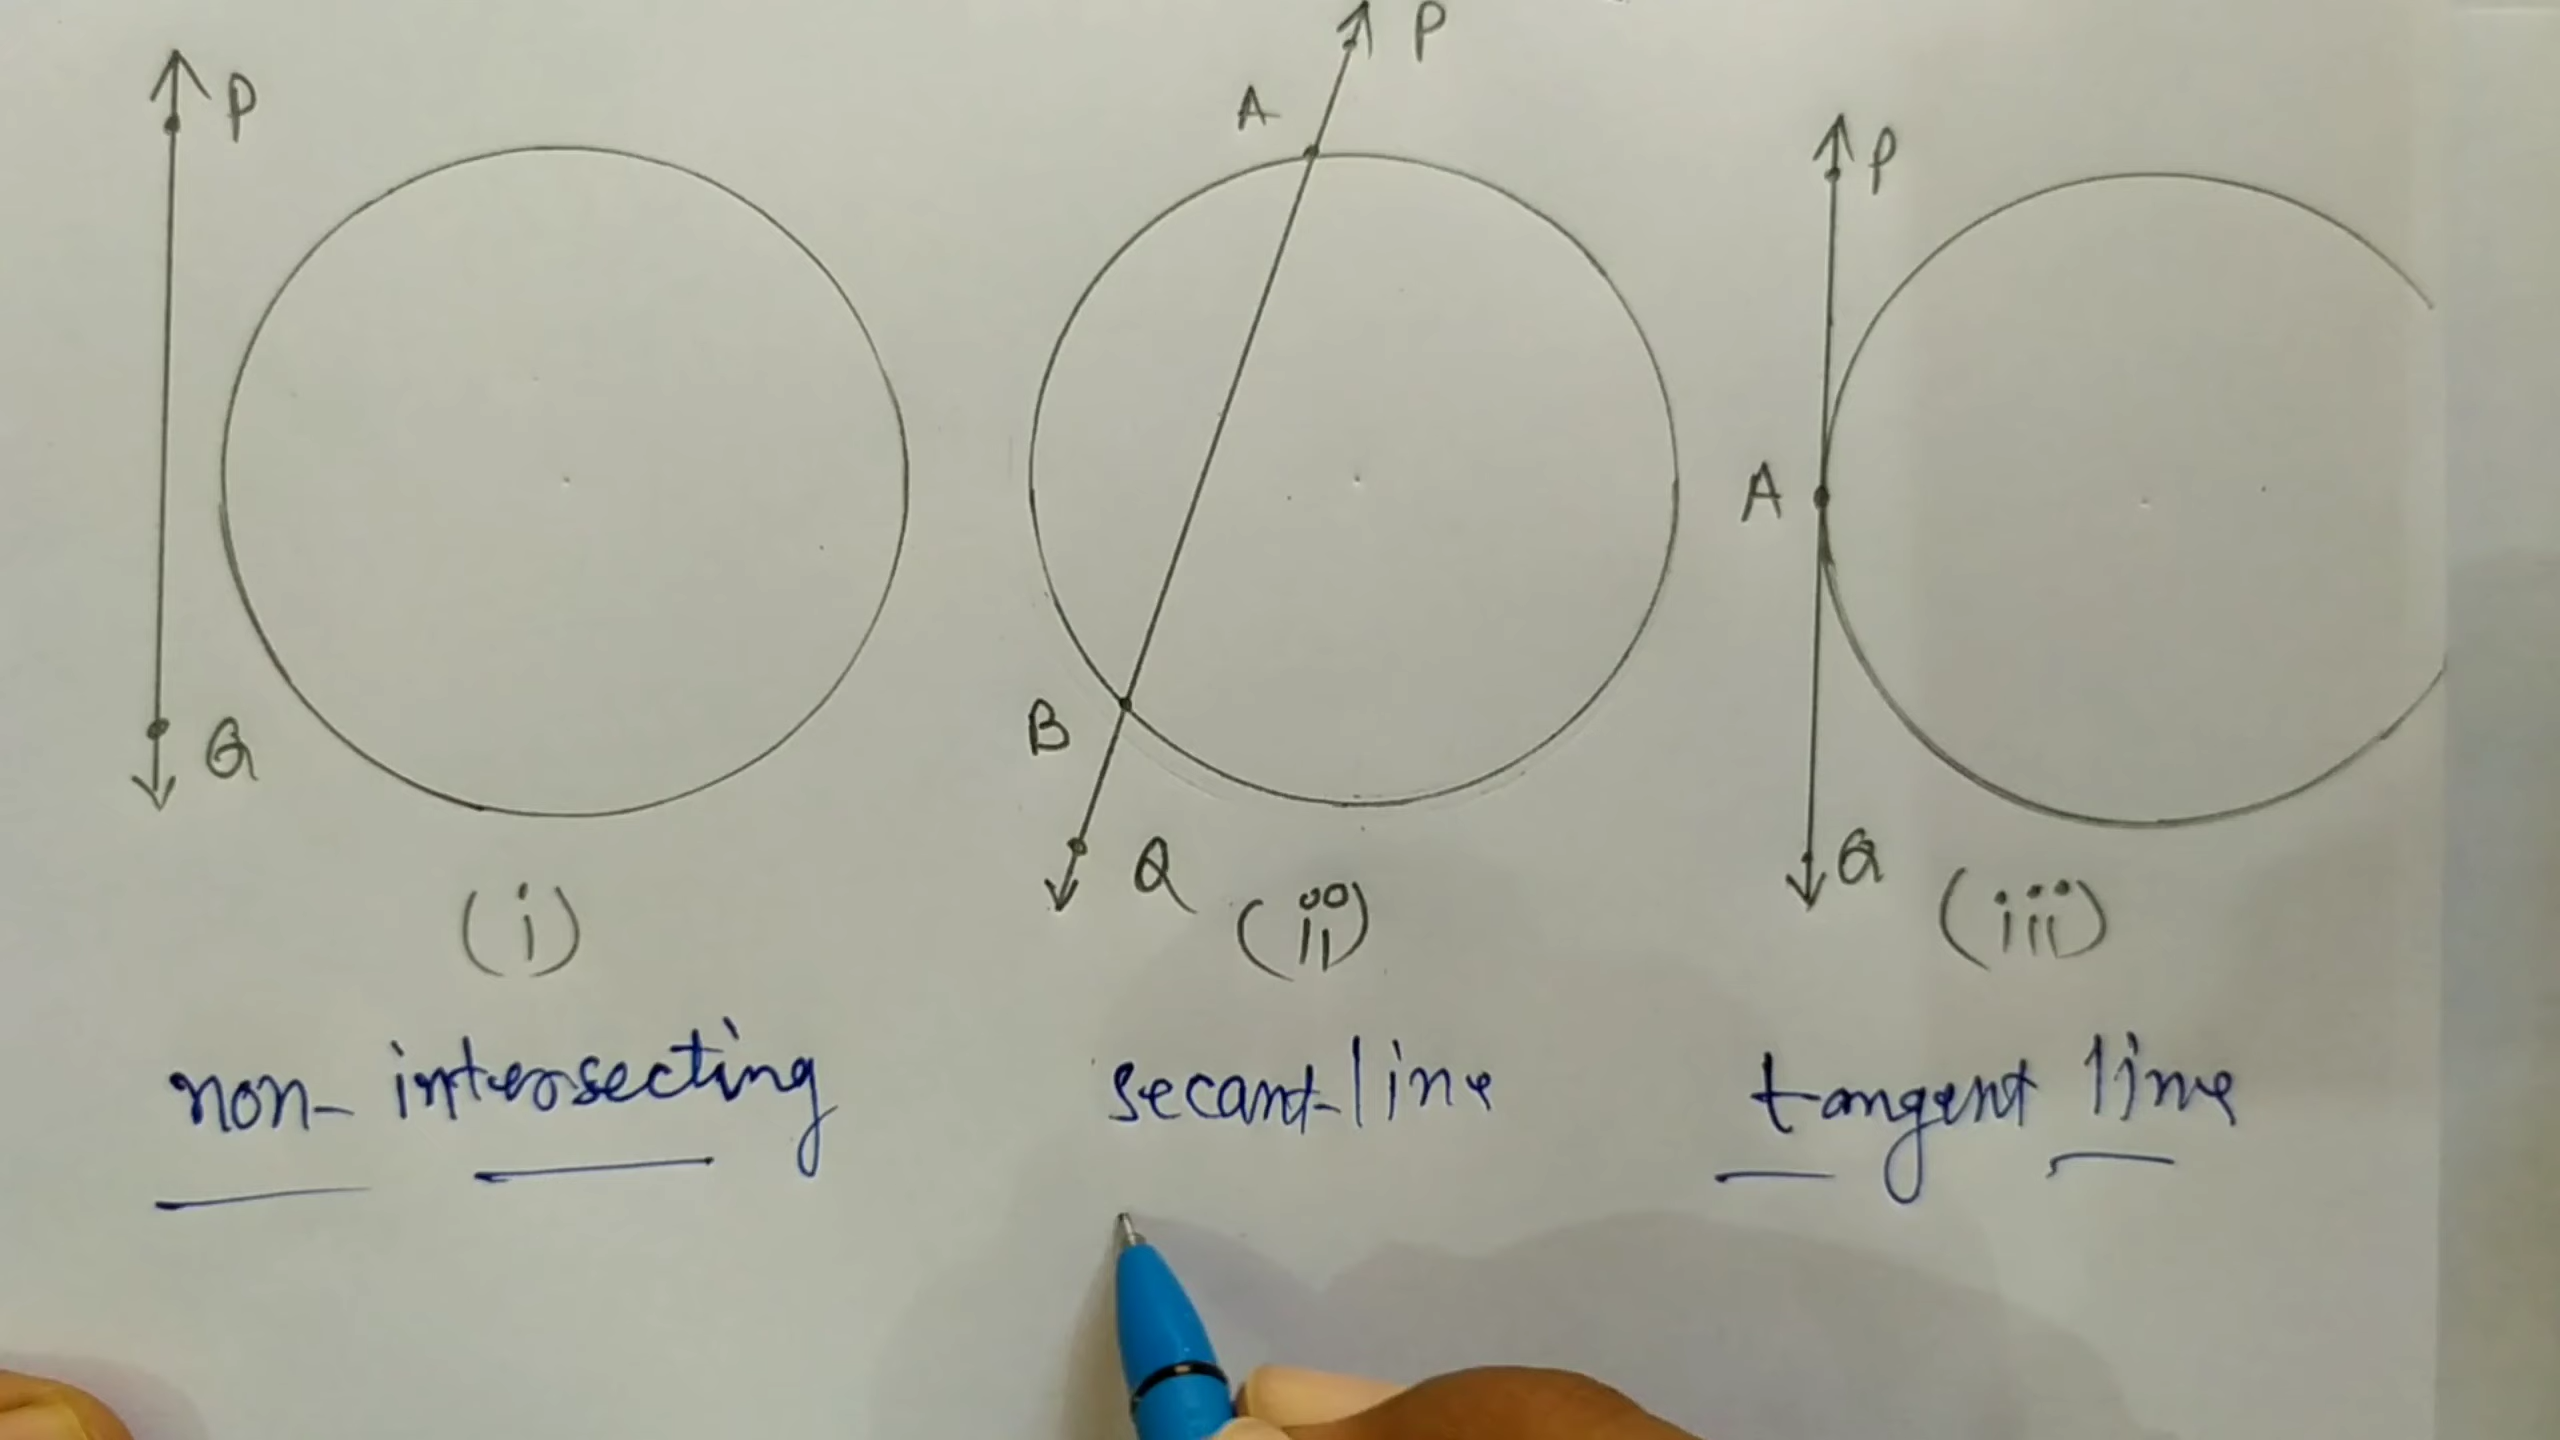 P
P
A
P
A
B
Q
Q
Q
(i)
(ii)
(iii)
non-intersecting
secant-line
tangent line